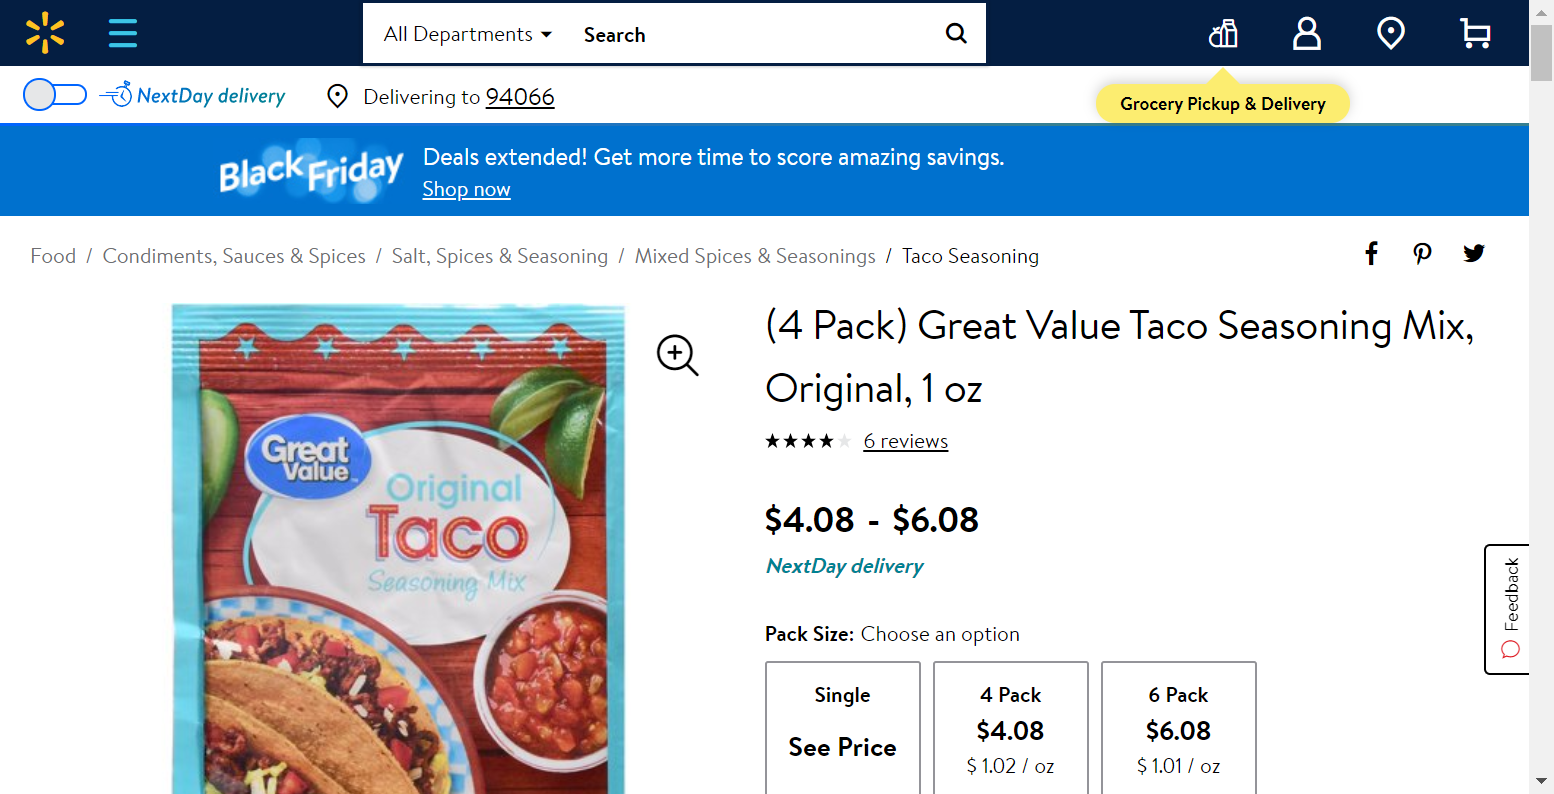 All Departments
Search
NextDay delivery
Delivering to 94066
Grocery Pickup & Delivery
Black Friday
Deals extended! Get more time to score amazing savings.
Shop now
Food / Condiments, Sauces & Spices / Salt, Spices & Seasoning / Mixed Spices & Seasonings / Taco Seasoning
Great
Value
Original
Taco
Seasoning Mix
(4 Pack) Great Value Taco Seasoning Mix,
Original, 1 oz
6 reviews
$4.08 - $6.08
NextDay delivery
Pack Size: Choose an option
Single
See Price
4 Pack
$4.08
$ 1.02 / oz
6 Pack
$6.08
$ 1.01 / oz
Feedback